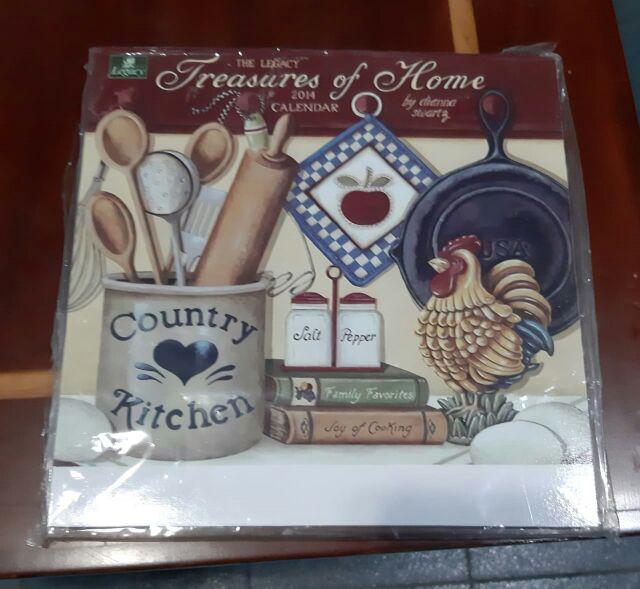 Legacy
THE LEGACY
Treasures of Home
2014
CALENDAR
by dianna
swartz
USA
Salt Pepper
Country
Kitchen
Family Favorites
Joy of Cooking